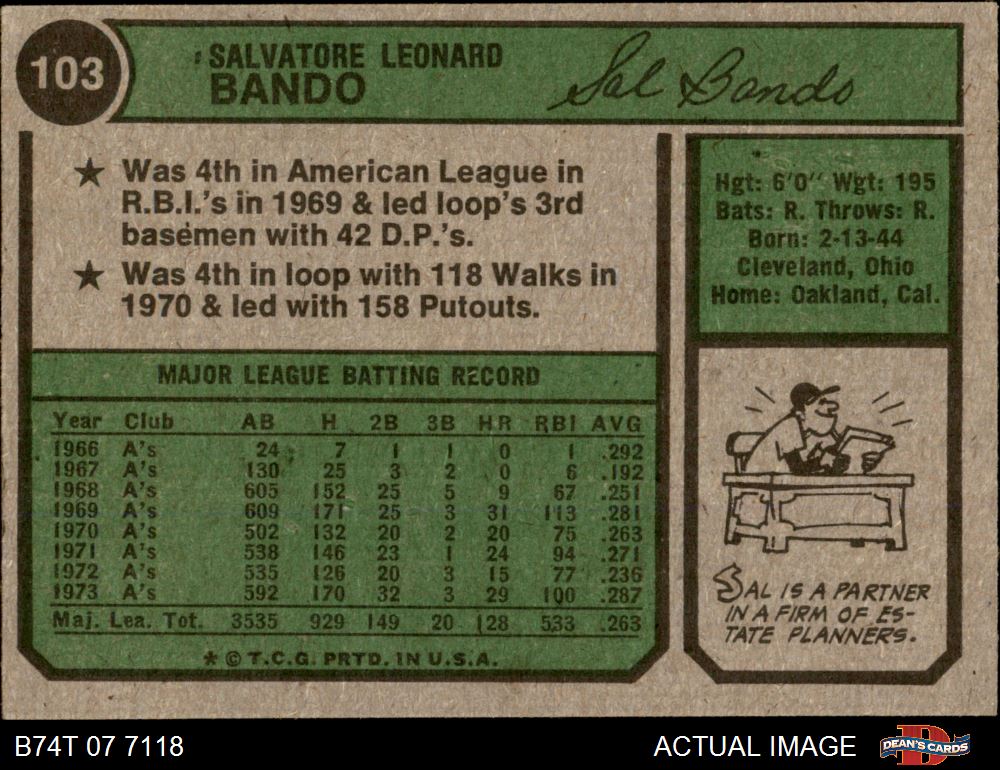 103
SALVATORE LEONARD
BANDO
Sal Bando
★ Was 4th in American League in
R.B.I.'s in 1969 & led loop's 3rd
basemen with 42 D.P.'s.
★ Was 4th in loop with 118 Walks in
1970 & led with 158 Putouts.
Hgt: 6'0" Wgt: 195
Bats: R. Throws: R.
Born: 2-13-44
Cleveland, Ohio
Home: Oakland, Cal.
MAJOR LEAGUE BATTING RECORD
Year Club AB H 2B 3B HR RBI AVG
1966 A's 24 7 1 1 0 1 .292
1967 A's 130 25 3 2 0 6 .192
1968 A's 605 152 25 5 9 67 .251
1969 A's 609 171 25 3 31 113 .281
1970 A's 502 132 20 2 20 75 .263
1971 A's 538 146 23 1 24 94 .271
1972 A's 535 126 20 3 15 77 .236
1973 A's 592 170 32 3 29 100 .287
Maj. Lea. Tot. 3535 929 149 20 128 533 .263
* © T.C.G. PRTD. IN U.S.A.
SAL IS A PARTNER
IN A FIRM OF ES-
TATE PLANNERS.
B74T 07 7118
ACTUAL IMAGE
D
DEAN'S CARDS